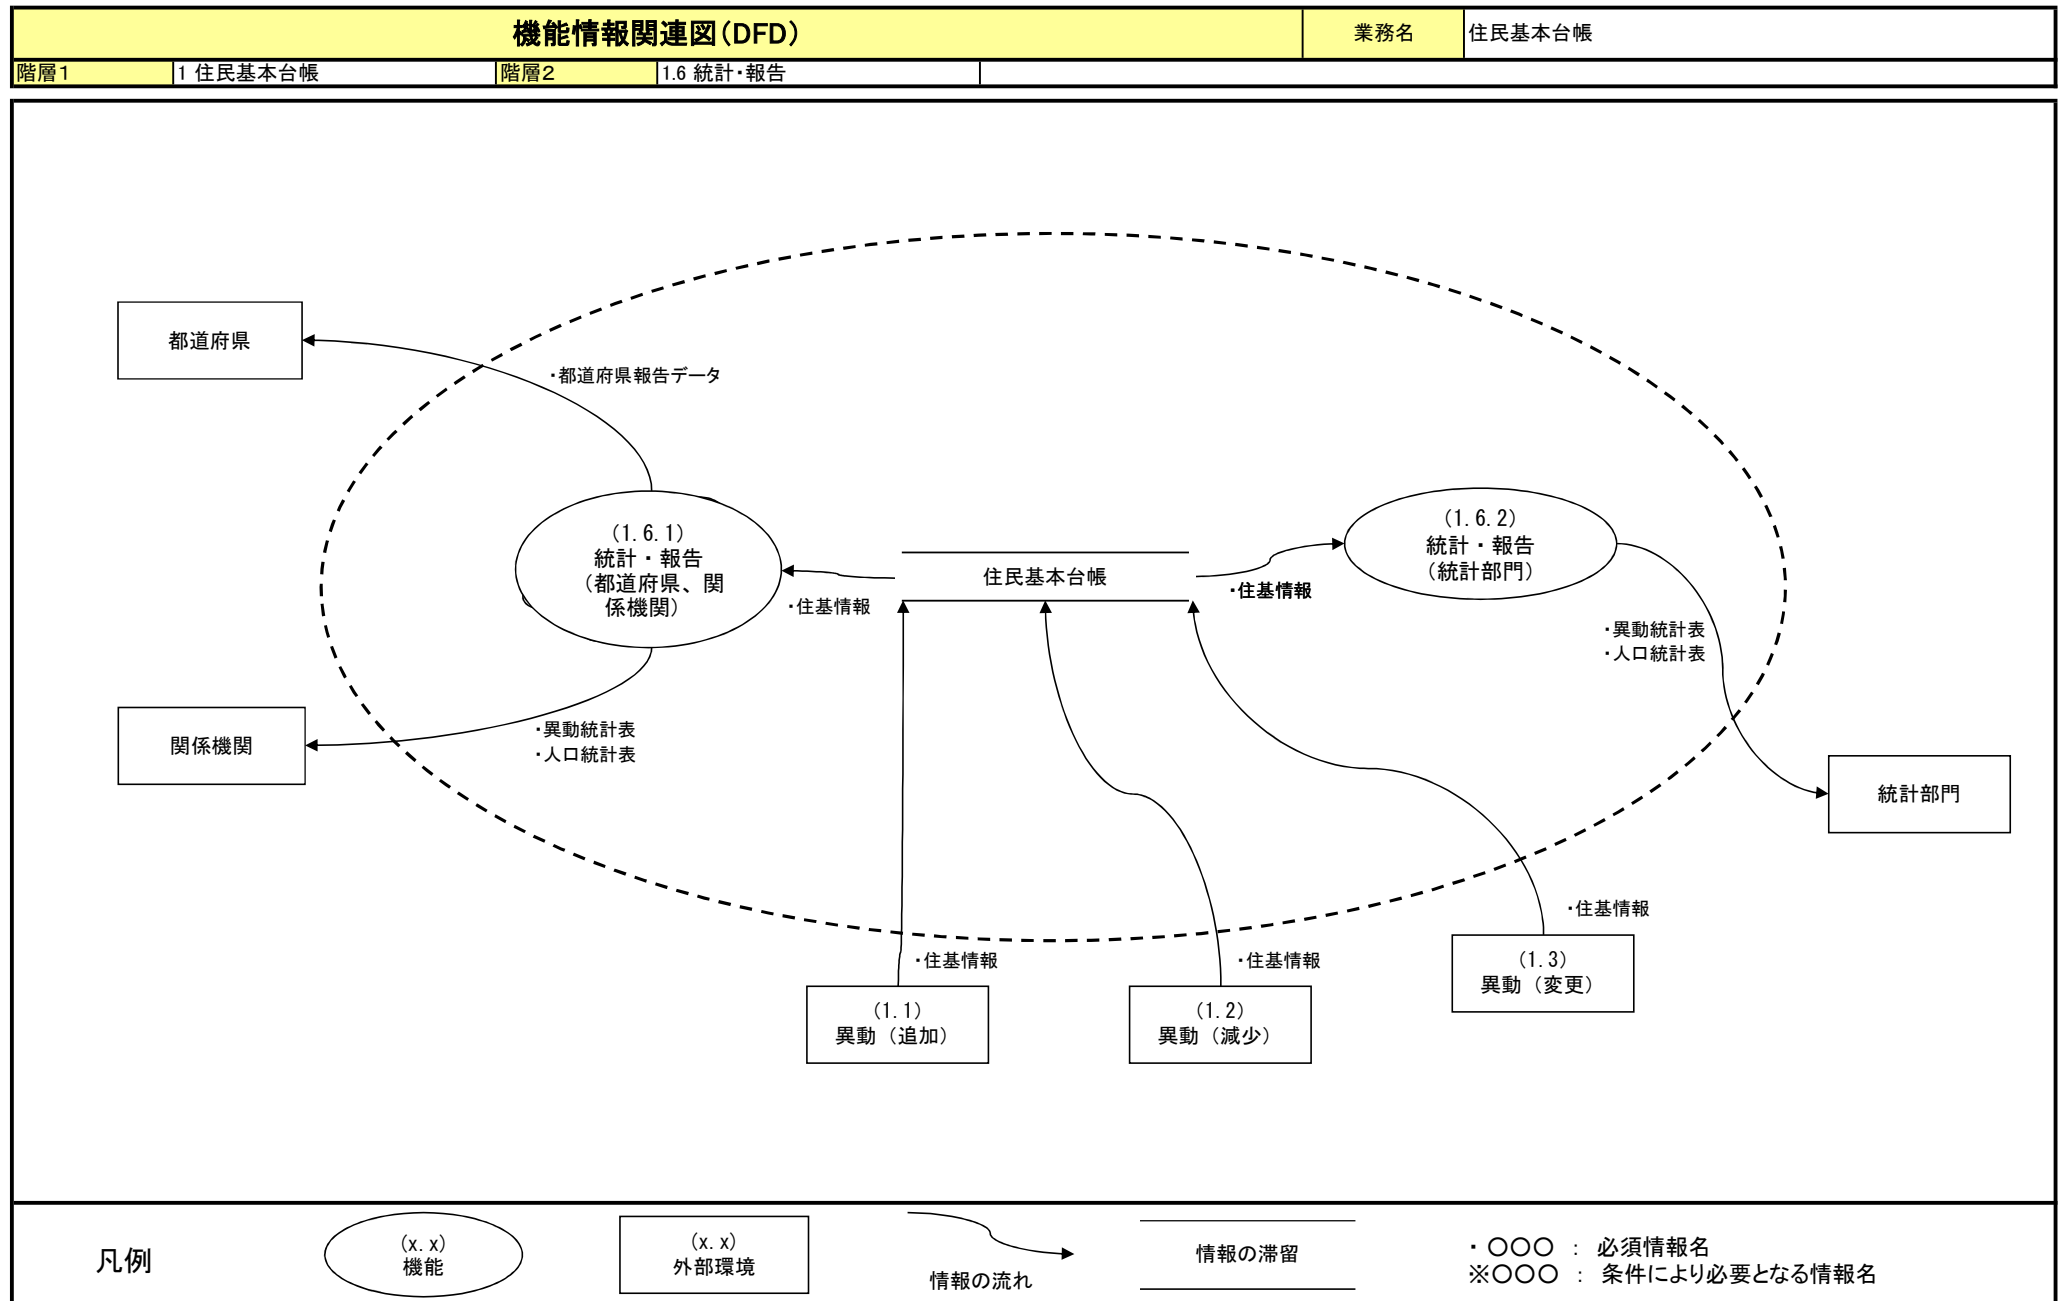 機能情報関連図(DFD)
業務名
住民基本台帳
階層1
1 住民基本台帳
階層2
1.6 統計・報告
都道府県
・都道府県報告データ
(1.6.1)
統計・報告
(都道府県、関
係機関)
・住基情報
住民基本台帳
・住基情報
(1.6.2)
統計・報告
(統計部門)
・異動統計表
・人口統計表
関係機関
・異動統計表
・人口統計表
統計部門
・住基情報
(1.1)
異動(追加)
・住基情報
(1.2)
異動(減少)
・住基情報
(1.3)
異動(変更)
凡例
(x.x)
機能
(x.x)
外部環境
情報の流れ
情報の滞留
・〇〇〇 : 必須情報名
※〇〇〇 : 条件により必要となる情報名